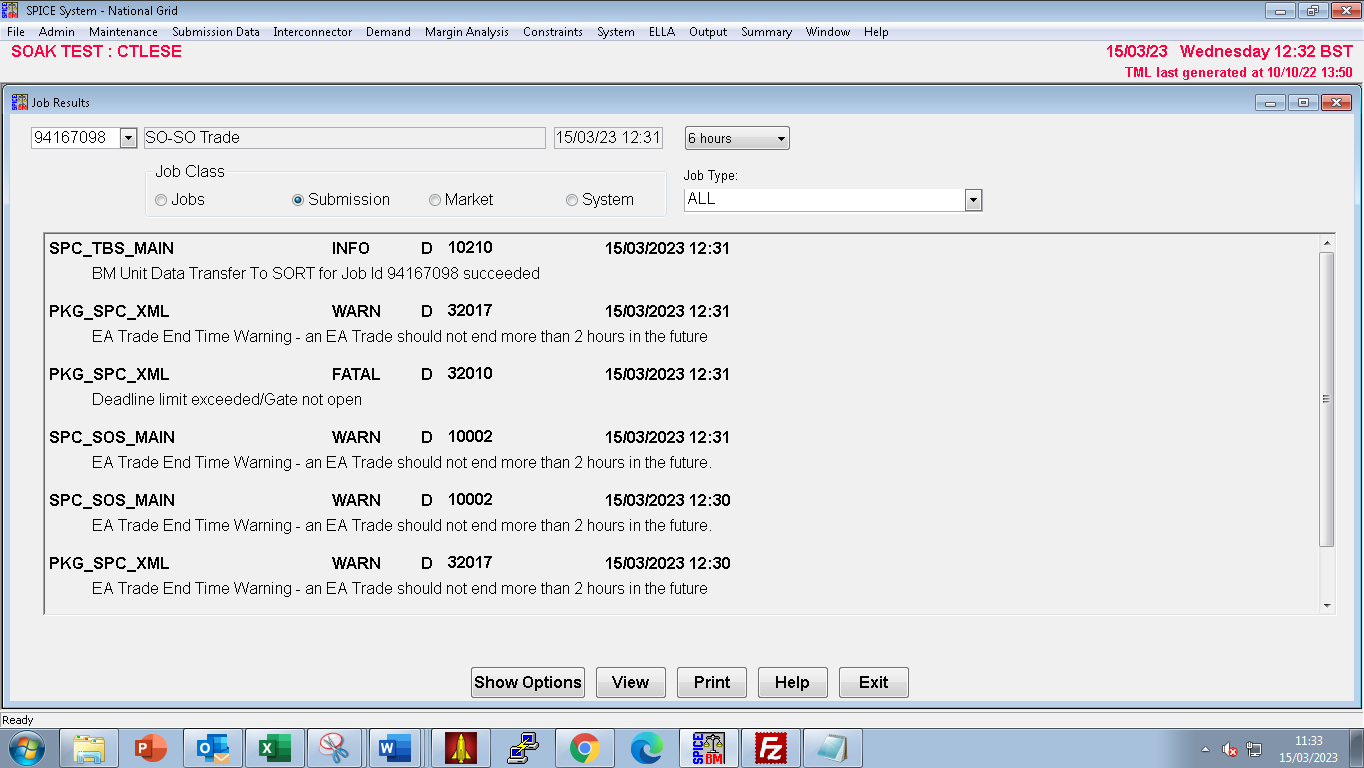 SPICE System - National Grid
File Admin Maintenance Submission Data Interconnector Demand Margin Analysis Constraints System ELLA Output Summary Window Help
SOAK TEST : CTLESE 15/03/23 Wednesday 12:32 BST
TML last generated at 10/10/22 13:50
Job Results
94167098 SO-SO Trade 15/03/23 12:31 6 hours
Job Class Job Type:
Jobs Submission Market System ALL
SPC_TBS_MAIN INFO D 10210 15/03/2023 12:31
BM Unit Data Transfer To SORT for Job Id 94167098 succeeded
PKG_SPC_XML WARN D 32017 15/03/2023 12:31
EA Trade End Time Warning - an EA Trade should not end more than 2 hours in the future
PKG_SPC_XML FATAL D 32010 15/03/2023 12:31
Deadline limit exceeded/Gate not open
SPC_SOS_MAIN WARN D 10002 15/03/2023 12:31
EA Trade End Time Warning - an EA Trade should not end more than 2 hours in the future.
SPC_SOS_MAIN WARN D 10002 15/03/2023 12:30
EA Trade End Time Warning - an EA Trade should not end more than 2 hours in the future.
PKG_SPC_XML WARN D 32017 15/03/2023 12:30
EA Trade End Time Warning - an EA Trade should not end more than 2 hours in the future
Show Options View Print Help Exit
Ready
SPICE BM
11:33
15/03/2023